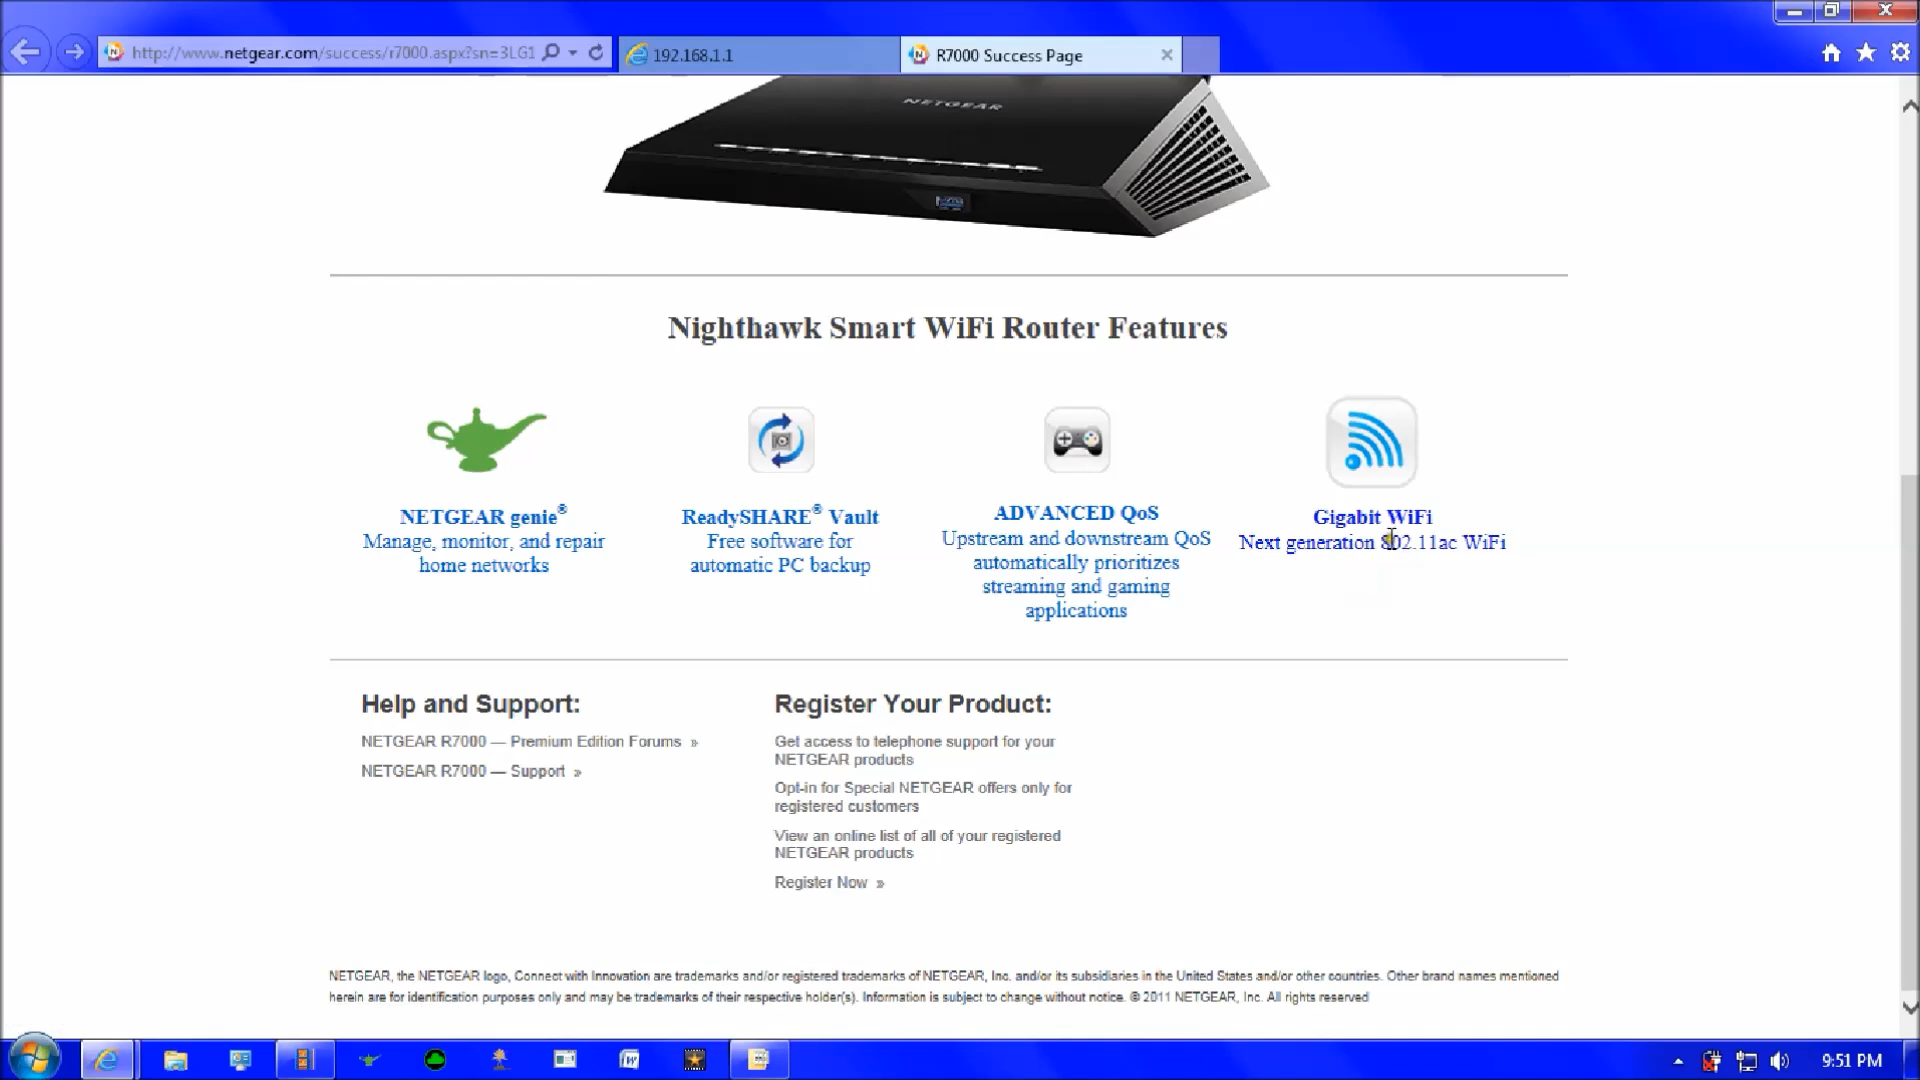 http://www.netgear.com/success/r7000.aspx?sn=3LG1
192.168.1.1
R7000 Success Page
NETGEAR
Nighthawk Smart WiFi Router Features
NETGEAR genie®
Manage, monitor, and repair
home networks
ReadySHARE® Vault
Free software for
automatic PC backup
ADVANCED QoS
Upstream and downstream QoS
automatically prioritizes
streaming and gaming
applications
Gigabit WiFi
Next generation 802.11ac WiFi
Help and Support:
NETGEAR R7000 — Premium Edition Forums »
NETGEAR R7000 — Support »
Register Your Product:
Get access to telephone support for your
NETGEAR products
Opt-in for Special NETGEAR offers only for
registered customers
View an online list of all of your registered
NETGEAR products
Register Now »
NETGEAR, the NETGEAR logo, Connect with Innovation are trademarks and/or registered trademarks of NETGEAR, Inc. and/or its subsidiaries in the United States and/or other countries. Other brand names mentioned
herein are for identification purposes only and may be trademarks of their respective holder(s). Information is subject to change without notice. © 2011 NETGEAR, Inc. All rights reserved
9:51 PM